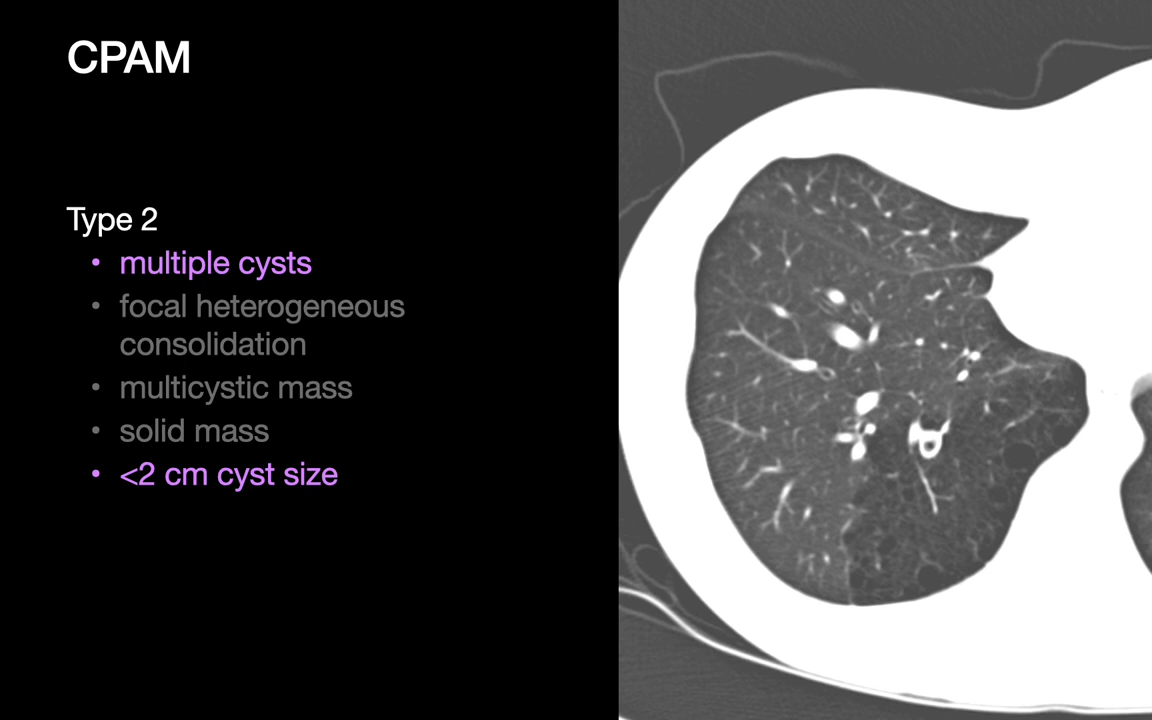 CPAM
Type 2
• multiple cysts
• focal heterogeneous
consolidation
• multicystic mass
• solid mass
• <2 cm cyst size